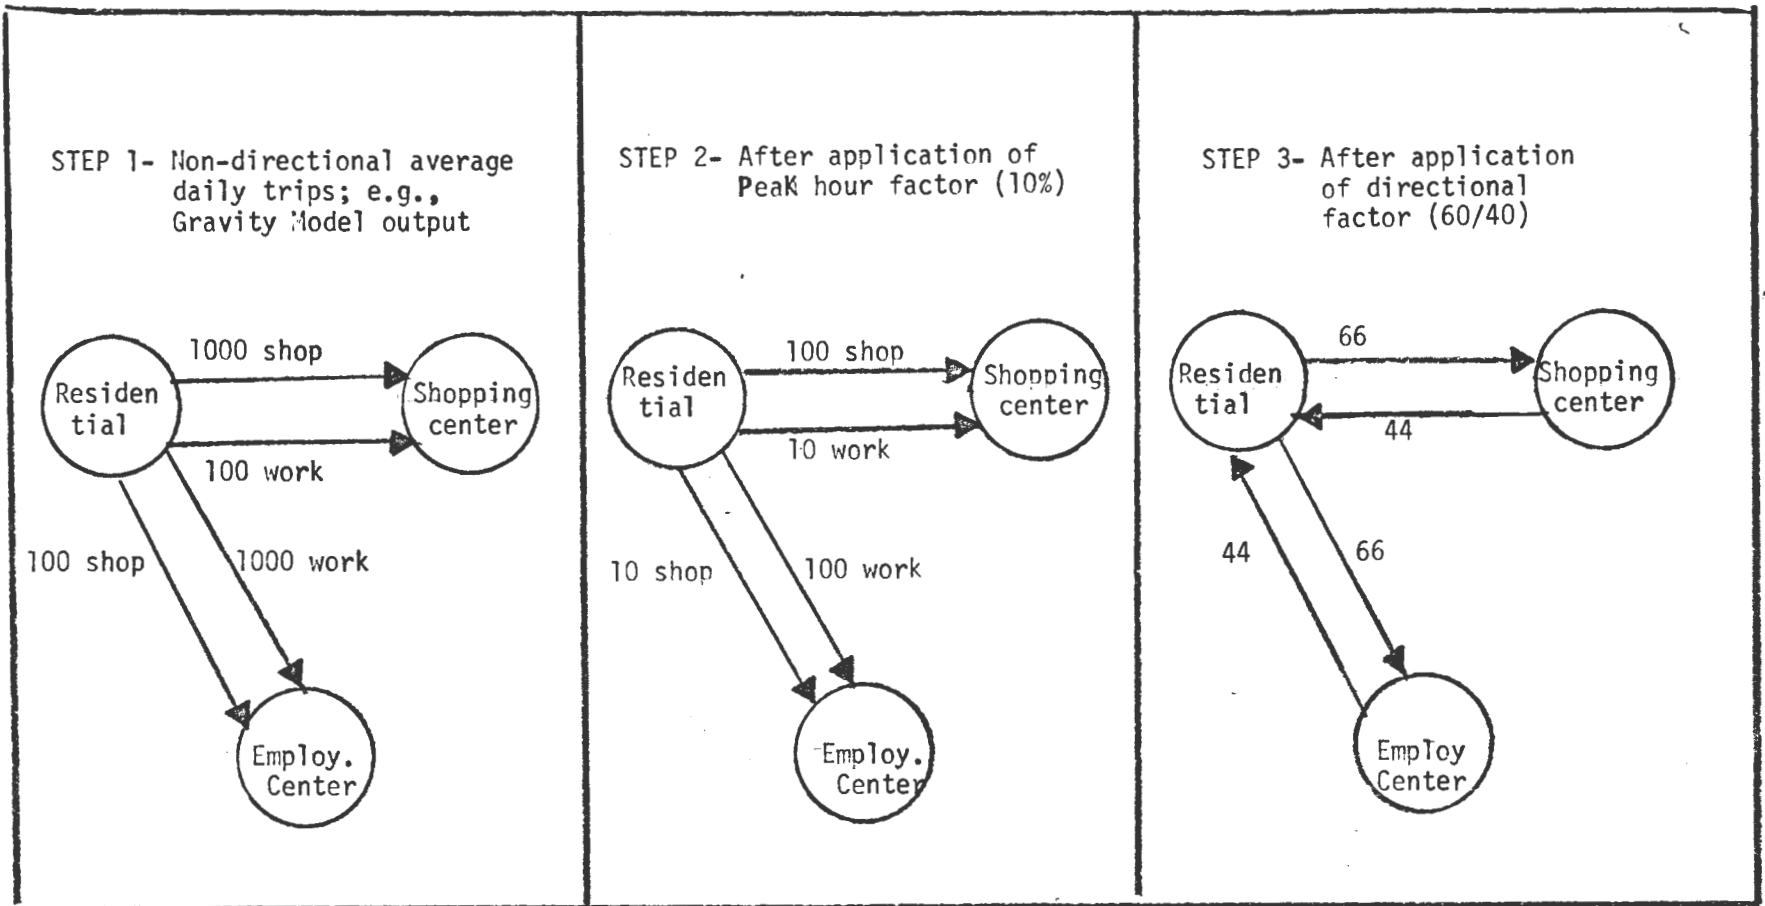 STEP 1- Non-directional average
daily trips; e.g.,
Gravity Model output
1000 shop
Residen
tial
Shopping
center
100 work
100 shop
1000 work
Employ.
Center
STEP 2- After application of
PeaK hour factor (10%)
100 shop
Residen
tial
Shopping
center
10 work
10 shop
100 work
Employ.
Center
STEP 3- After application
of directional
factor (60/40)
66
Residen
tial
Shopping
center
44
44
66
Employ
Center